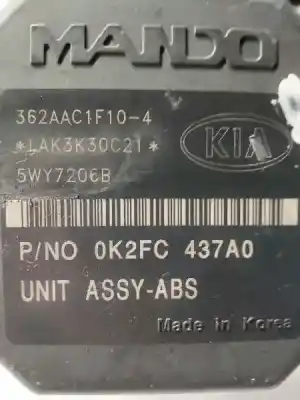 MANDO
362AAC1F10-4
*LAK3K30C21*
KIA
5WY7206B
P/NO 0K2FC 437A0
UNIT ASSY-ABS
Made in Korea